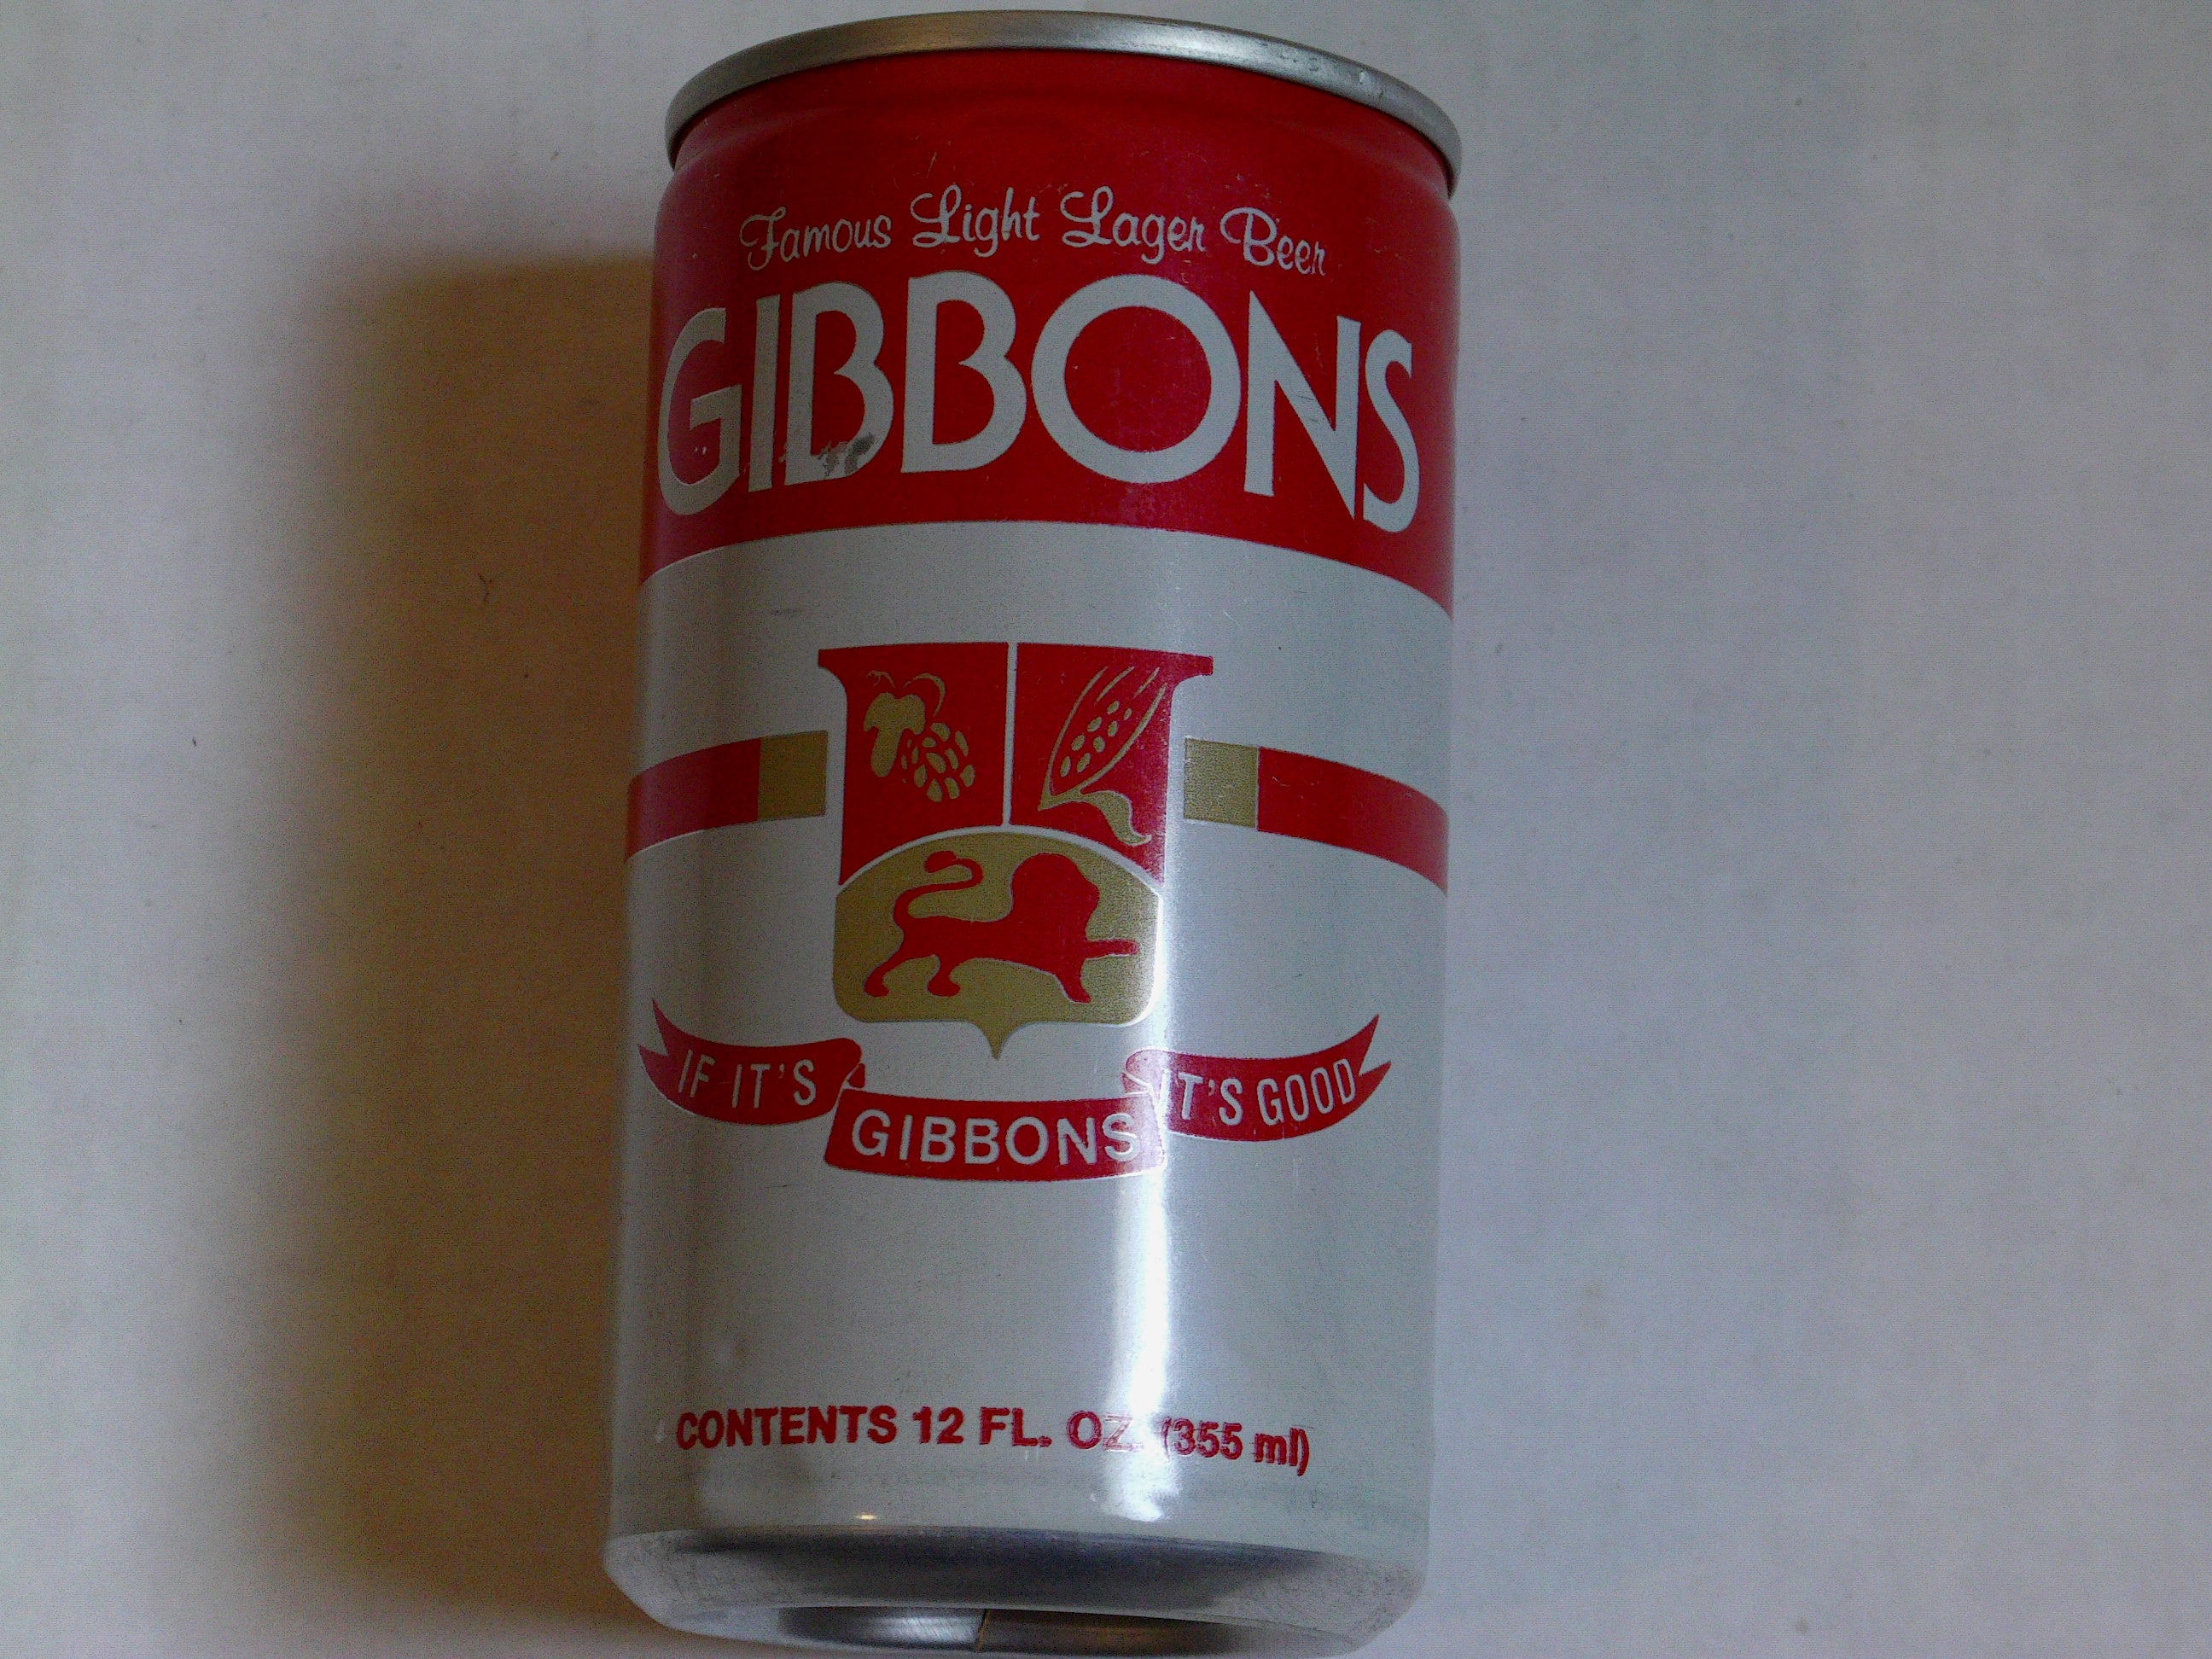 Famous Light Lager Beer
GIBBONS
IF IT'S GIBBONS IT'S GOOD
CONTENTS 12 FL. OZ. (355 ml)